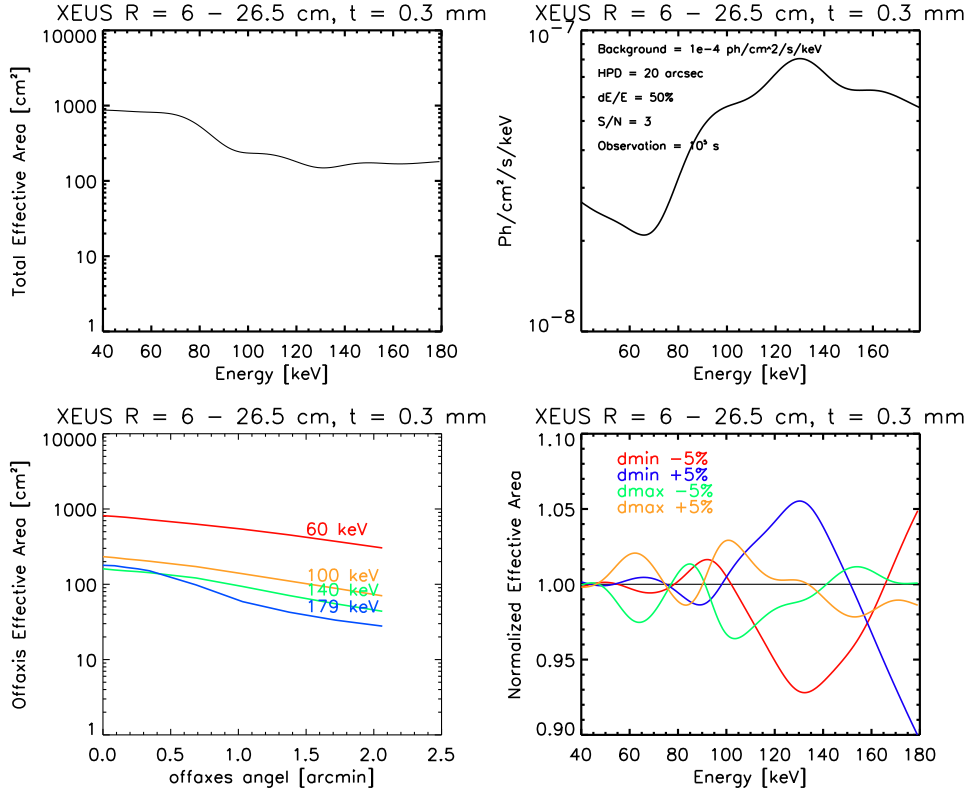 XEUS R = 6 − 26.5 cm, t = 0.3 mm
10000
1000
100
10
1
Total Effective Area [cm²]
40 60 80 100 120 140 160 180
Energy [keV]
XEUS R = 6 − 26.5 cm, t = 0.3 mm
10⁻⁷
10⁻⁸
Ph/cm²/s/keV
Background = 1e−4 ph/cm^2/s/keV
HPD = 20 arcsec
dE/E = 50%
S/N = 3
Observation = 10⁶ s
60 80 100 120 140 160
Energy [keV]
XEUS R = 6 − 26.5 cm, t = 0.3 mm
10000
1000
100
10
1
Offaxis Effective Area [cm²]
60 keV
100 keV
140 keV
179 keV
0.0 0.5 1.0 1.5 2.0 2.5
offaxes angel [arcmin]
XEUS R = 6 − 26.5 cm, t = 0.3 mm
1.10
1.05
1.00
0.95
0.90
Normalized Effective Area
dmin −5%
dmin +5%
dmax −5%
dmax +5%
40 60 80 100 120 140 160 180
Energy [keV]